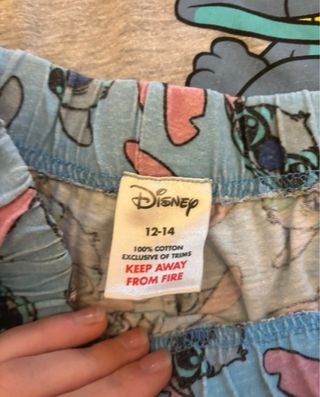 Disney
12-14
100% COTTON
EXCLUSIVE OF TRIMS
KEEP AWAY
FROM FIRE